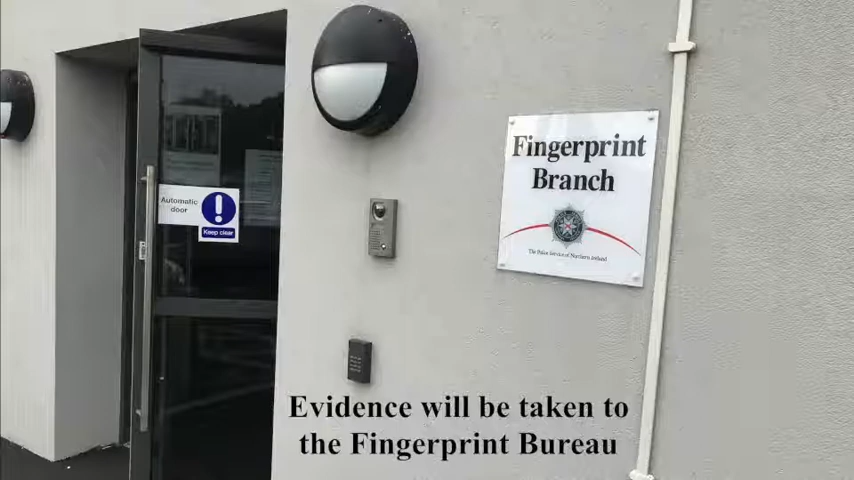 Automatic
door
Keep clear
Fingerprint
Branch
The Police Service of Northern Ireland
Evidence will be taken to
the Fingerprint Bureau